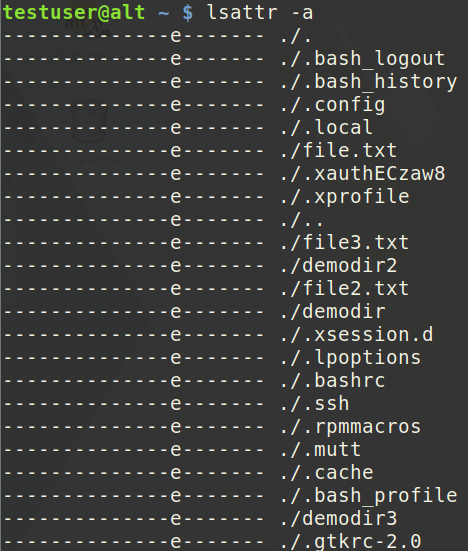 testuser@alt ~ $ lsattr -a
--------------e------- ./.
--------------e------- ./.bash_logout
--------------e------- ./.bash_history
--------------e------- ./.config
--------------e------- ./.local
--------------e------- ./file.txt
--------------e------- ./.xauthECzaw8
--------------e------- ./.xprofile
--------------e------- ./..
--------------e------- ./file3.txt
--------------e------- ./demodir2
--------------e------- ./file2.txt
--------------e------- ./demodir
--------------e------- ./.xsession.d
--------------e------- ./.lpoptions
--------------e------- ./.bashrc
--------------e------- ./.ssh
--------------e------- ./.rpmmacros
--------------e------- ./.mutt
--------------e------- ./.cache
--------------e------- ./.bash_profile
--------------e------- ./demodir3
--------------e------- ./.gtkrc-2.0